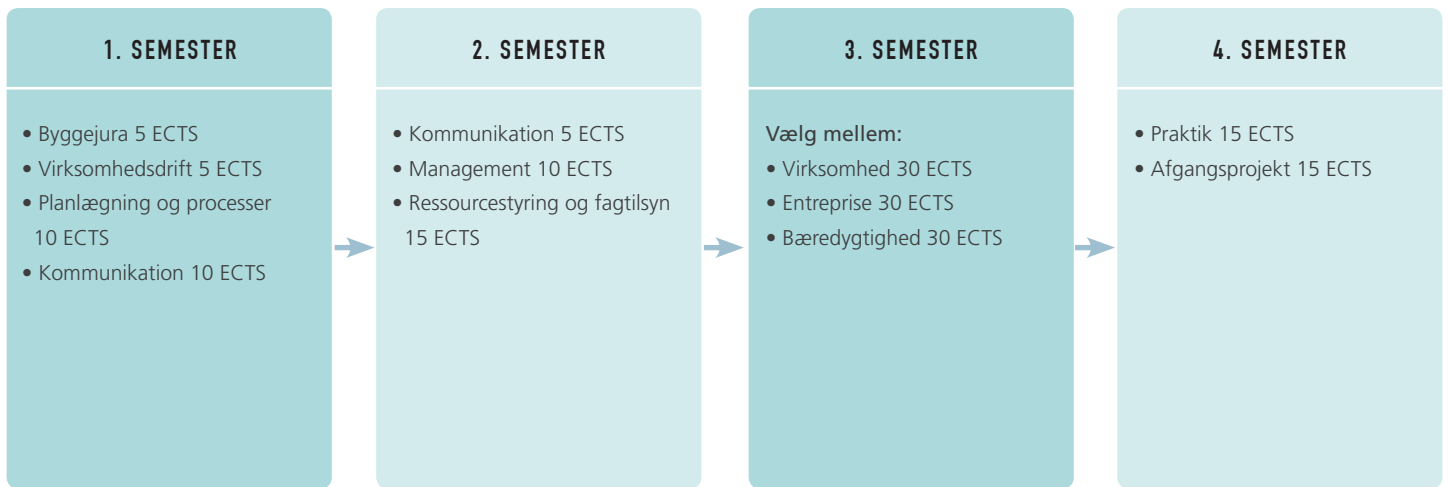 1. SEMESTER
• Byggejura 5 ECTS
• Virksomhedsdrift 5 ECTS
• Planlægning og processer
10 ECTS
• Kommunikation 10 ECTS
2. SEMESTER
• Kommunikation 5 ECTS
• Management 10 ECTS
• Ressourcestyring og fagtilsyn
15 ECTS
3. SEMESTER
Vælg mellem:
• Virksomhed 30 ECTS
• Entreprise 30 ECTS
• Bæredygtighed 30 ECTS
4. SEMESTER
• Praktik 15 ECTS
• Afgangsprojekt 15 ECTS